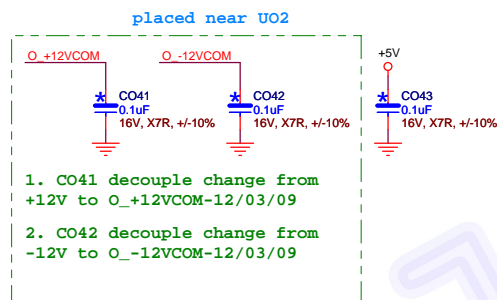 placed near UO2
O_+12VCOM
O_-12VCOM
+5V
*
CO41
0.1uF
16V, X7R, +/-10%
*
CO42
0.1uF
16V, X7R, +/-10%
*
CO43
0.1uF
16V, X7R, +/-10%
1. CO41 decouple change from
+12V to O_+12VCOM-12/03/09
2. CO42 decouple change from
-12V to O_-12VCOM-12/03/09